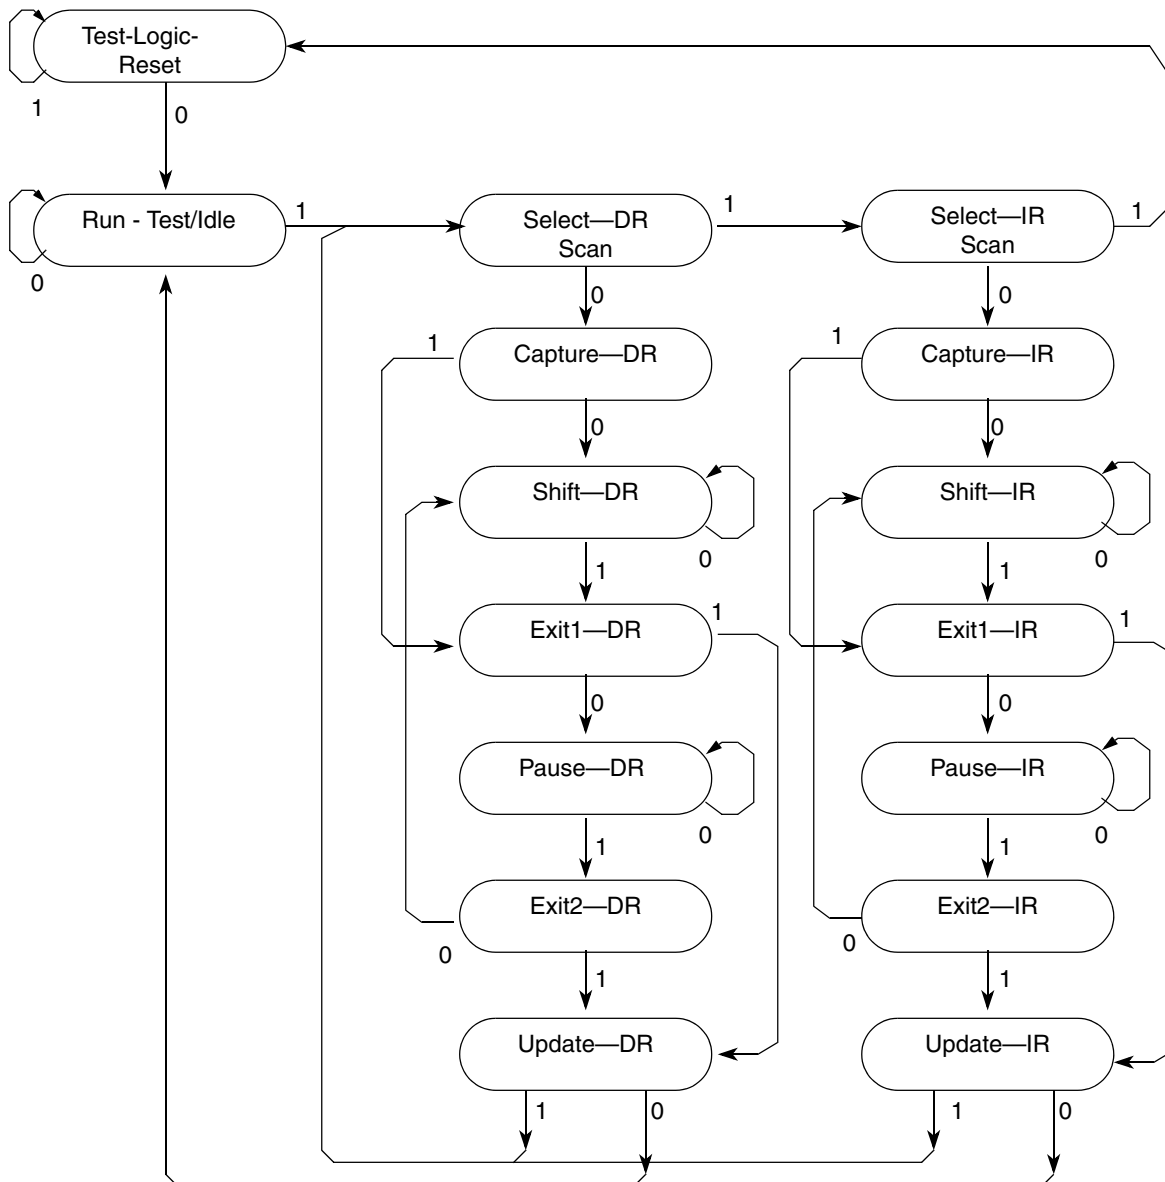 Test-Logic-
Reset
1
0
Run - Test/Idle
1
0
Select—DR
Scan
1
Select—IR
Scan
1
0
0
1
Capture—DR
1
Capture—IR
0
0
Shift—DR
0
Shift—IR
0
1
1
Exit1—DR
1
Exit1—IR
1
0
0
Pause—DR
0
Pause—IR
0
1
1
Exit2—DR
0
Exit2—IR
0
1
1
Update—DR
Update—IR
1
0
1
0